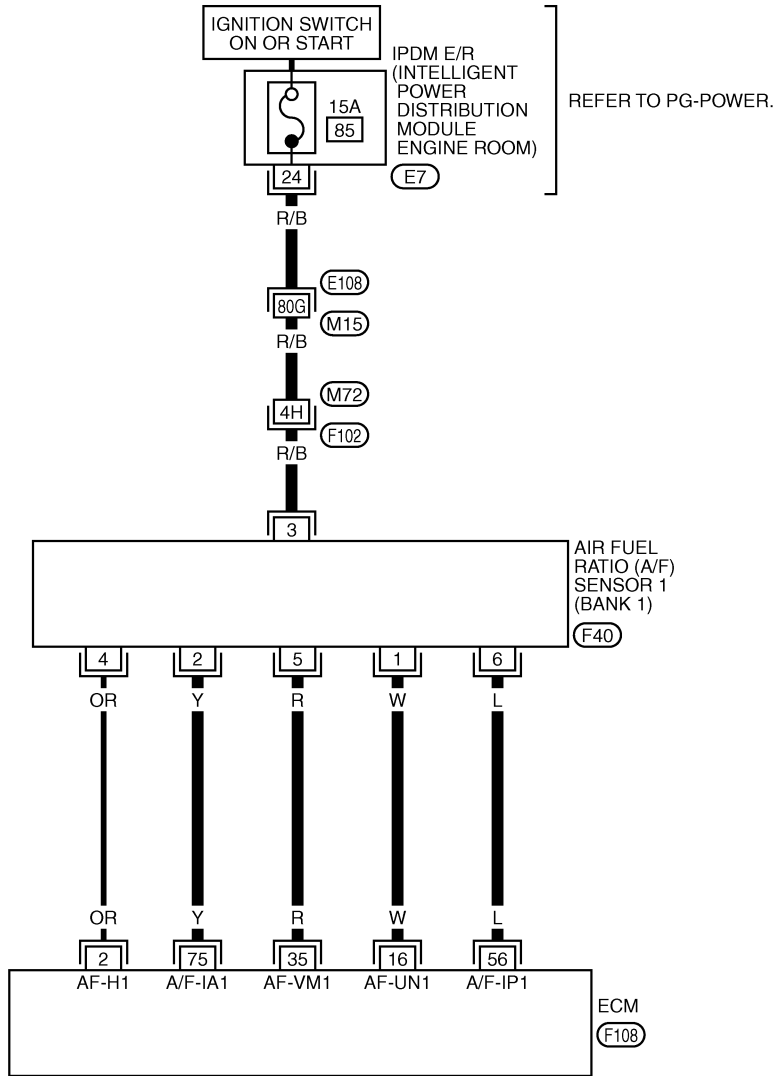 IGNITION SWITCH
ON OR START
IPDM E/R
(INTELLIGENT
POWER
DISTRIBUTION
MODULE
ENGINE ROOM)
REFER TO PG-POWER.
15A
85
24
E7
R/B
E108
80G
M15
R/B
M72
4H
F102
R/B
3
AIR FUEL
RATIO (A/F)
SENSOR 1
(BANK 1)
F40
4 2 5 1 6
OR Y R W L
OR Y R W L
2 75 35 16 56
AF-H1 A/F-IA1 AF-VM1 AF-UN1 A/F-IP1
ECM
F108